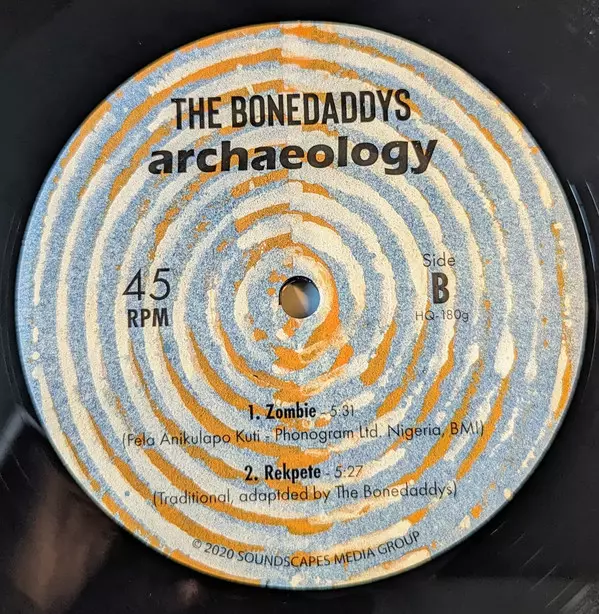 THE BONEDADDYS
archaeology
45
RPM
Side
B
HQ-180g
1. Zombie - 5:31
(Fela Anikulapo Kuti - Phonogram Ltd. Nigeria, BMI)
2. Rekpete - 5:27
(Traditional, adaptded by The Bonedaddys)
© 2020 SOUNDSCAPES MEDIA GROUP